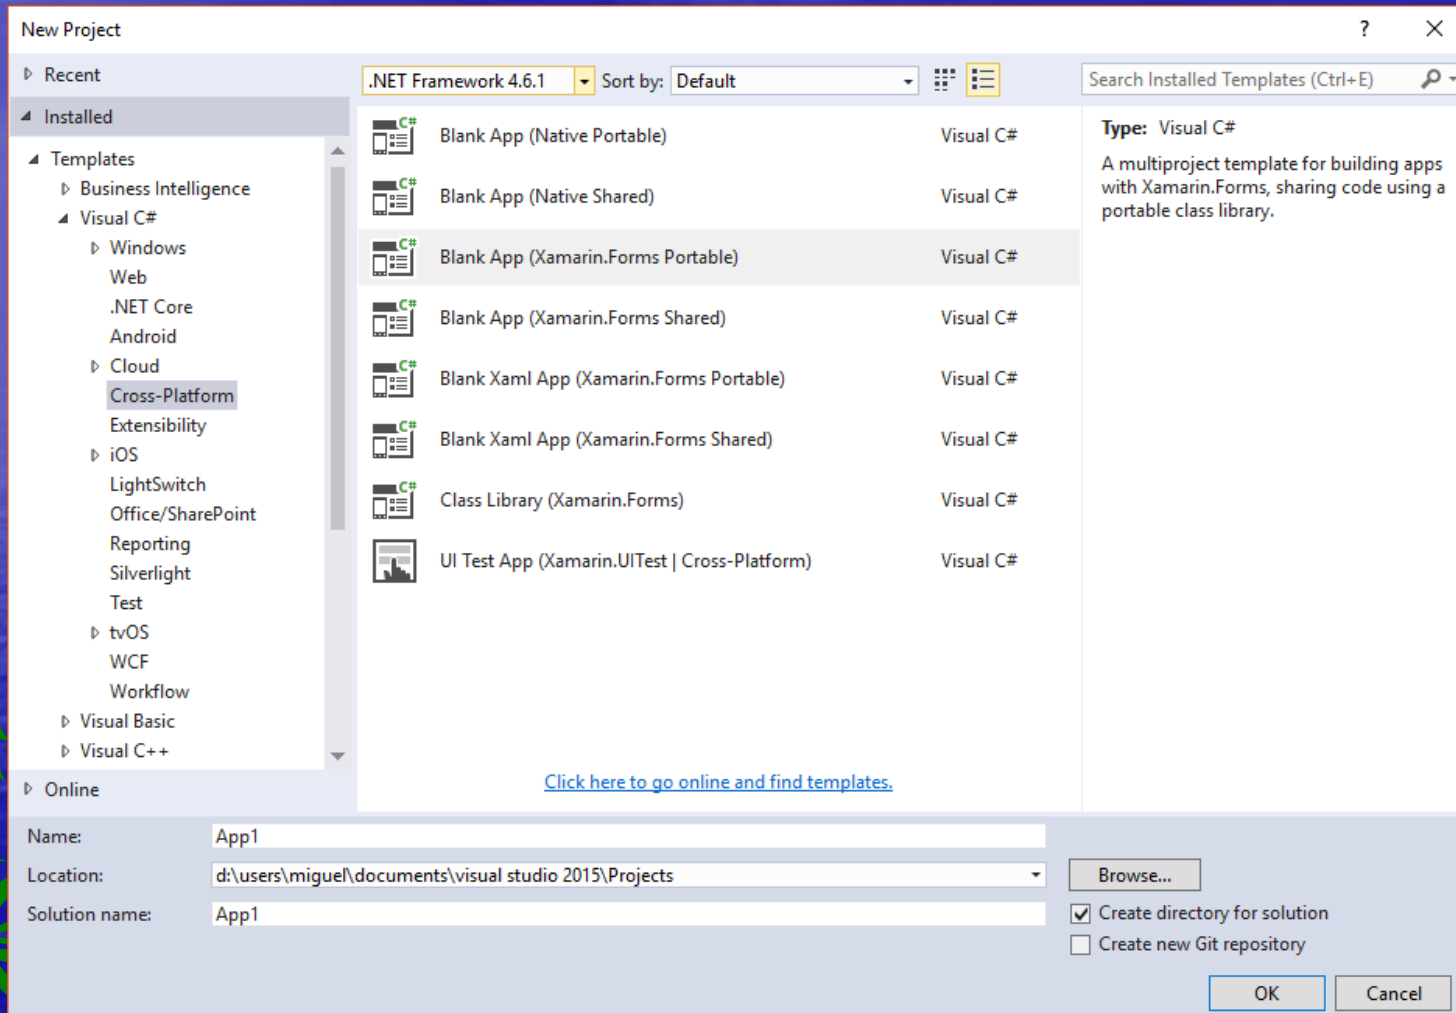 New Project
?
Recent
.NET Framework 4.6.1 Sort by: Default
Search Installed Templates (Ctrl+E)
Installed
Templates
Business Intelligence
Visual C#
Windows
Web
.NET Core
Android
Cloud
Cross-Platform
Extensibility
iOS
LightSwitch
Office/SharePoint
Reporting
Silverlight
Test
tvOS
WCF
Workflow
Visual Basic
Visual C++
Online
C# Blank App (Native Portable) Visual C#
C# Blank App (Native Shared) Visual C#
C# Blank App (Xamarin.Forms Portable) Visual C#
C# Blank App (Xamarin.Forms Shared) Visual C#
C# Blank Xaml App (Xamarin.Forms Portable) Visual C#
C# Blank Xaml App (Xamarin.Forms Shared) Visual C#
C# Class Library (Xamarin.Forms) Visual C#
UI Test App (Xamarin.UITest | Cross-Platform) Visual C#
Click here to go online and find templates.
Type: Visual C#
A multiproject template for building apps
with Xamarin.Forms, sharing code using a
portable class library.
Name: App1
Location: d:\users\miguel\documents\visual studio 2015\Projects
Browse...
Solution name: App1
Create directory for solution
Create new Git repository
OK Cancel